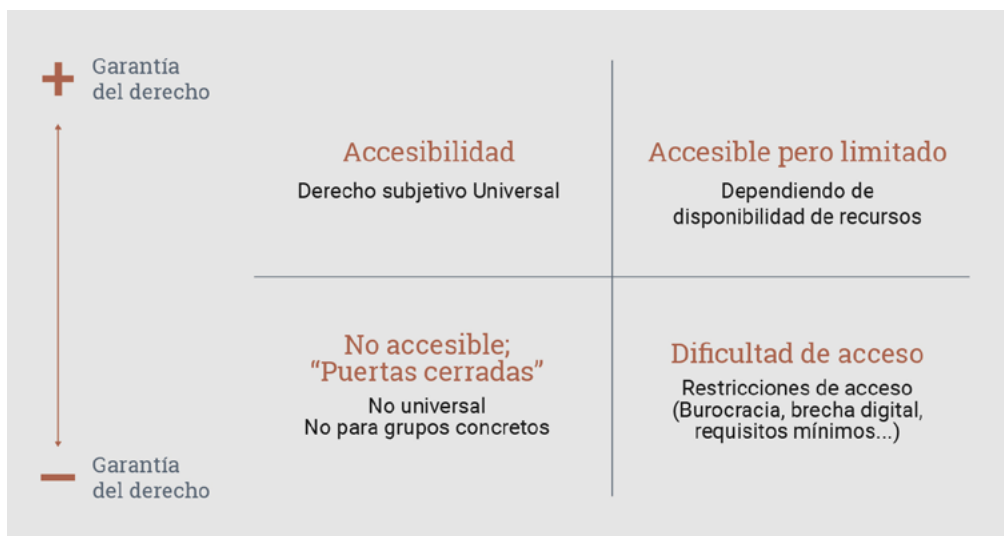 + Garantía
del derecho
Accesibilidad
Derecho subjetivo Universal
Accesible pero limitado
Dependiendo de
disponibilidad de recursos
No accesible;
“Puertas cerradas”
No universal
No para grupos concretos
Dificultad de acceso
Restricciones de acceso
(Burocracia, brecha digital,
requisitos mínimos...)
− Garantía
del derecho